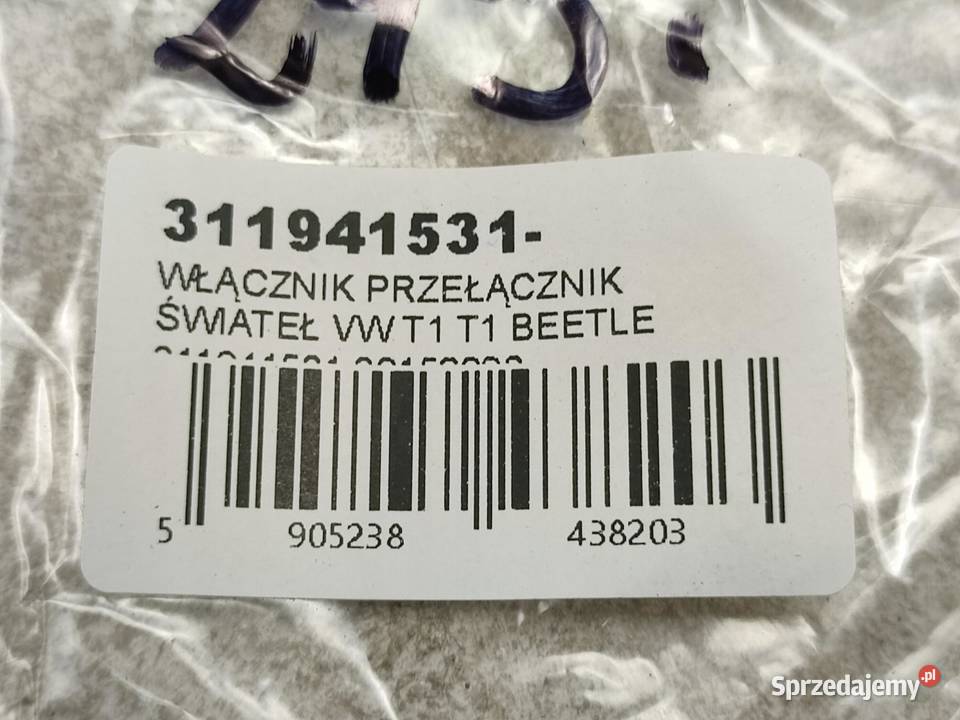 311941531-
WŁĄCZNIK PRZEŁĄCZNIK
ŚWIATEŁ VW T1 T1 BEETLE
5 905238 438203
Sprzedajemy.pl